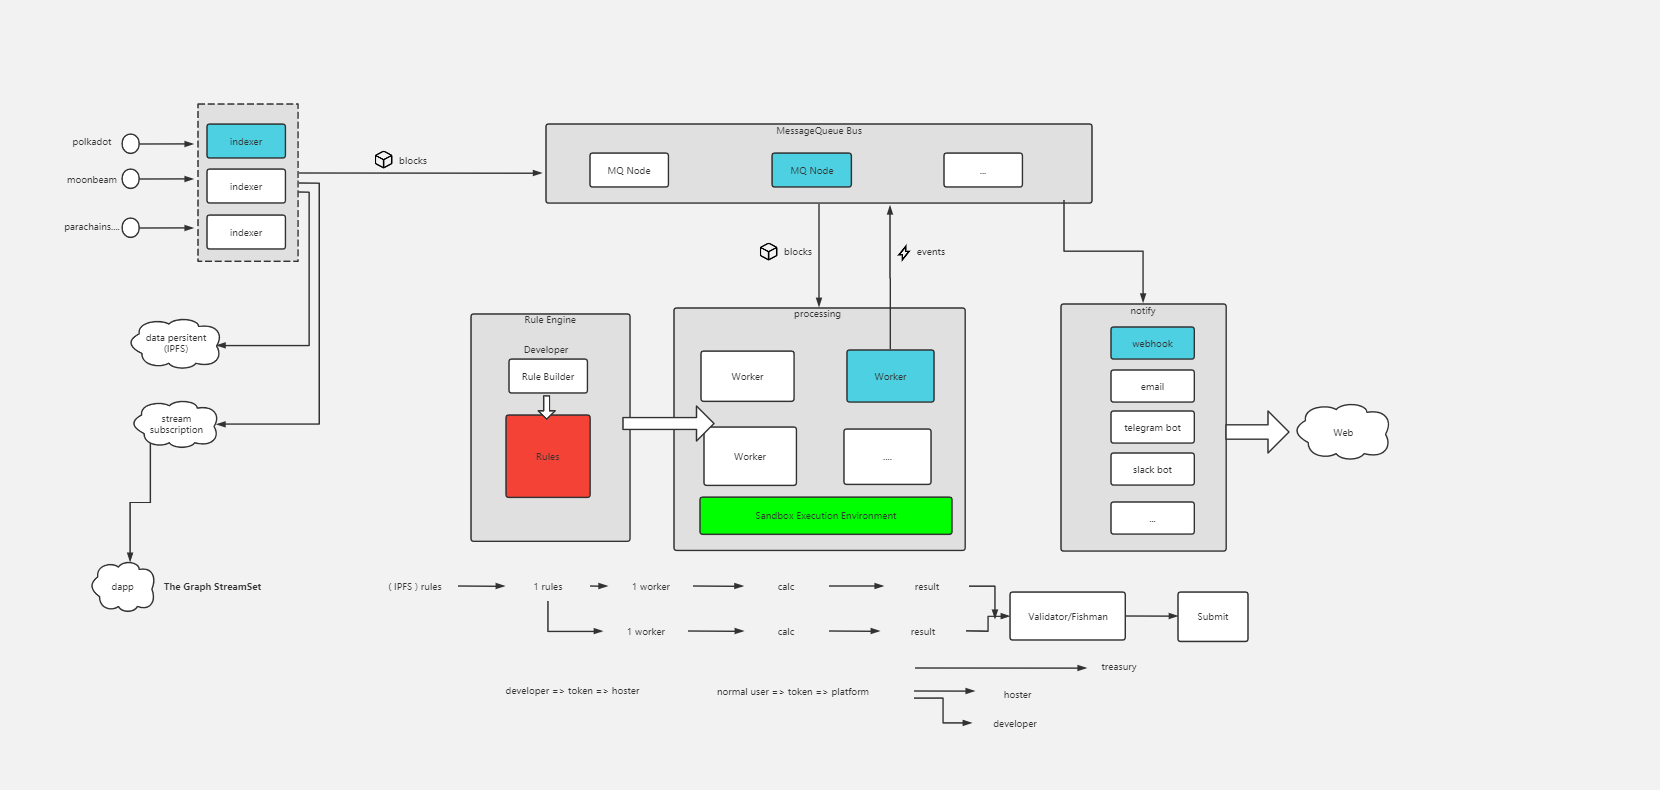 polkadot
moonbeam
parachains....
indexer
indexer
indexer
blocks
MessageQueue Bus
MQ Node
MQ Node
...
blocks
events
data persitent
(IPFS)
stream
subscription
dapp
The Graph StreamSet
Rule Engine
Developer
Rule Builder
Rules
processing
Worker
Worker
Worker
....
Sandbox Execution Environment
notify
webhook
email
telegram bot
slack bot
...
Web
( IPFS ) rules
1 rules
1 worker
calc
result
1 worker
calc
result
Validator/Fishman
Submit
developer => token => hoster
normal user => token => platform
treasury
hoster
developer